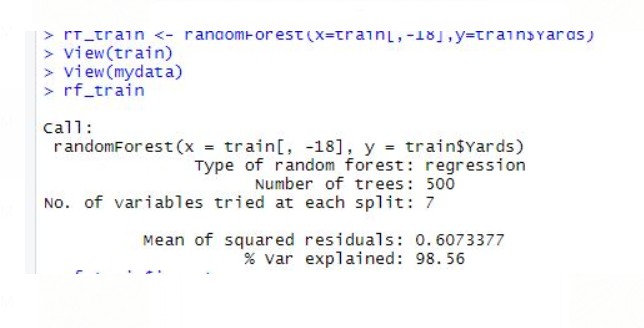 > rf_train <- randomForest(x=train[,-18],y=train$Yards)
> View(train)
> View(mydata)
> rf_train
Call:
randomForest(x = train[, -18], y = train$Yards)
Type of random forest: regression
Number of trees: 500
No. of variables tried at each split: 7
Mean of squared residuals: 0.6073377
% Var explained: 98.56